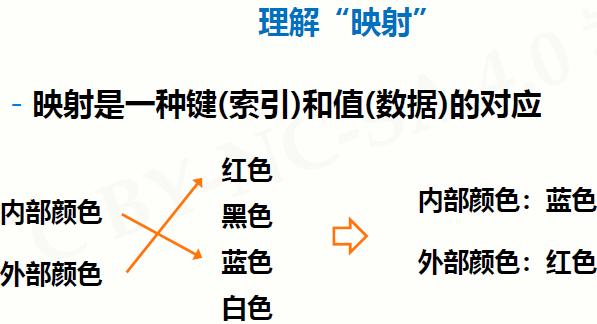 理解“映射”
- 映射是一种键(索引)和值(数据)的对应
内部颜色
外部颜色
红色
黑色
蓝色
白色
内部颜色：蓝色
外部颜色：红色
CC BY-NC-SA 4.0